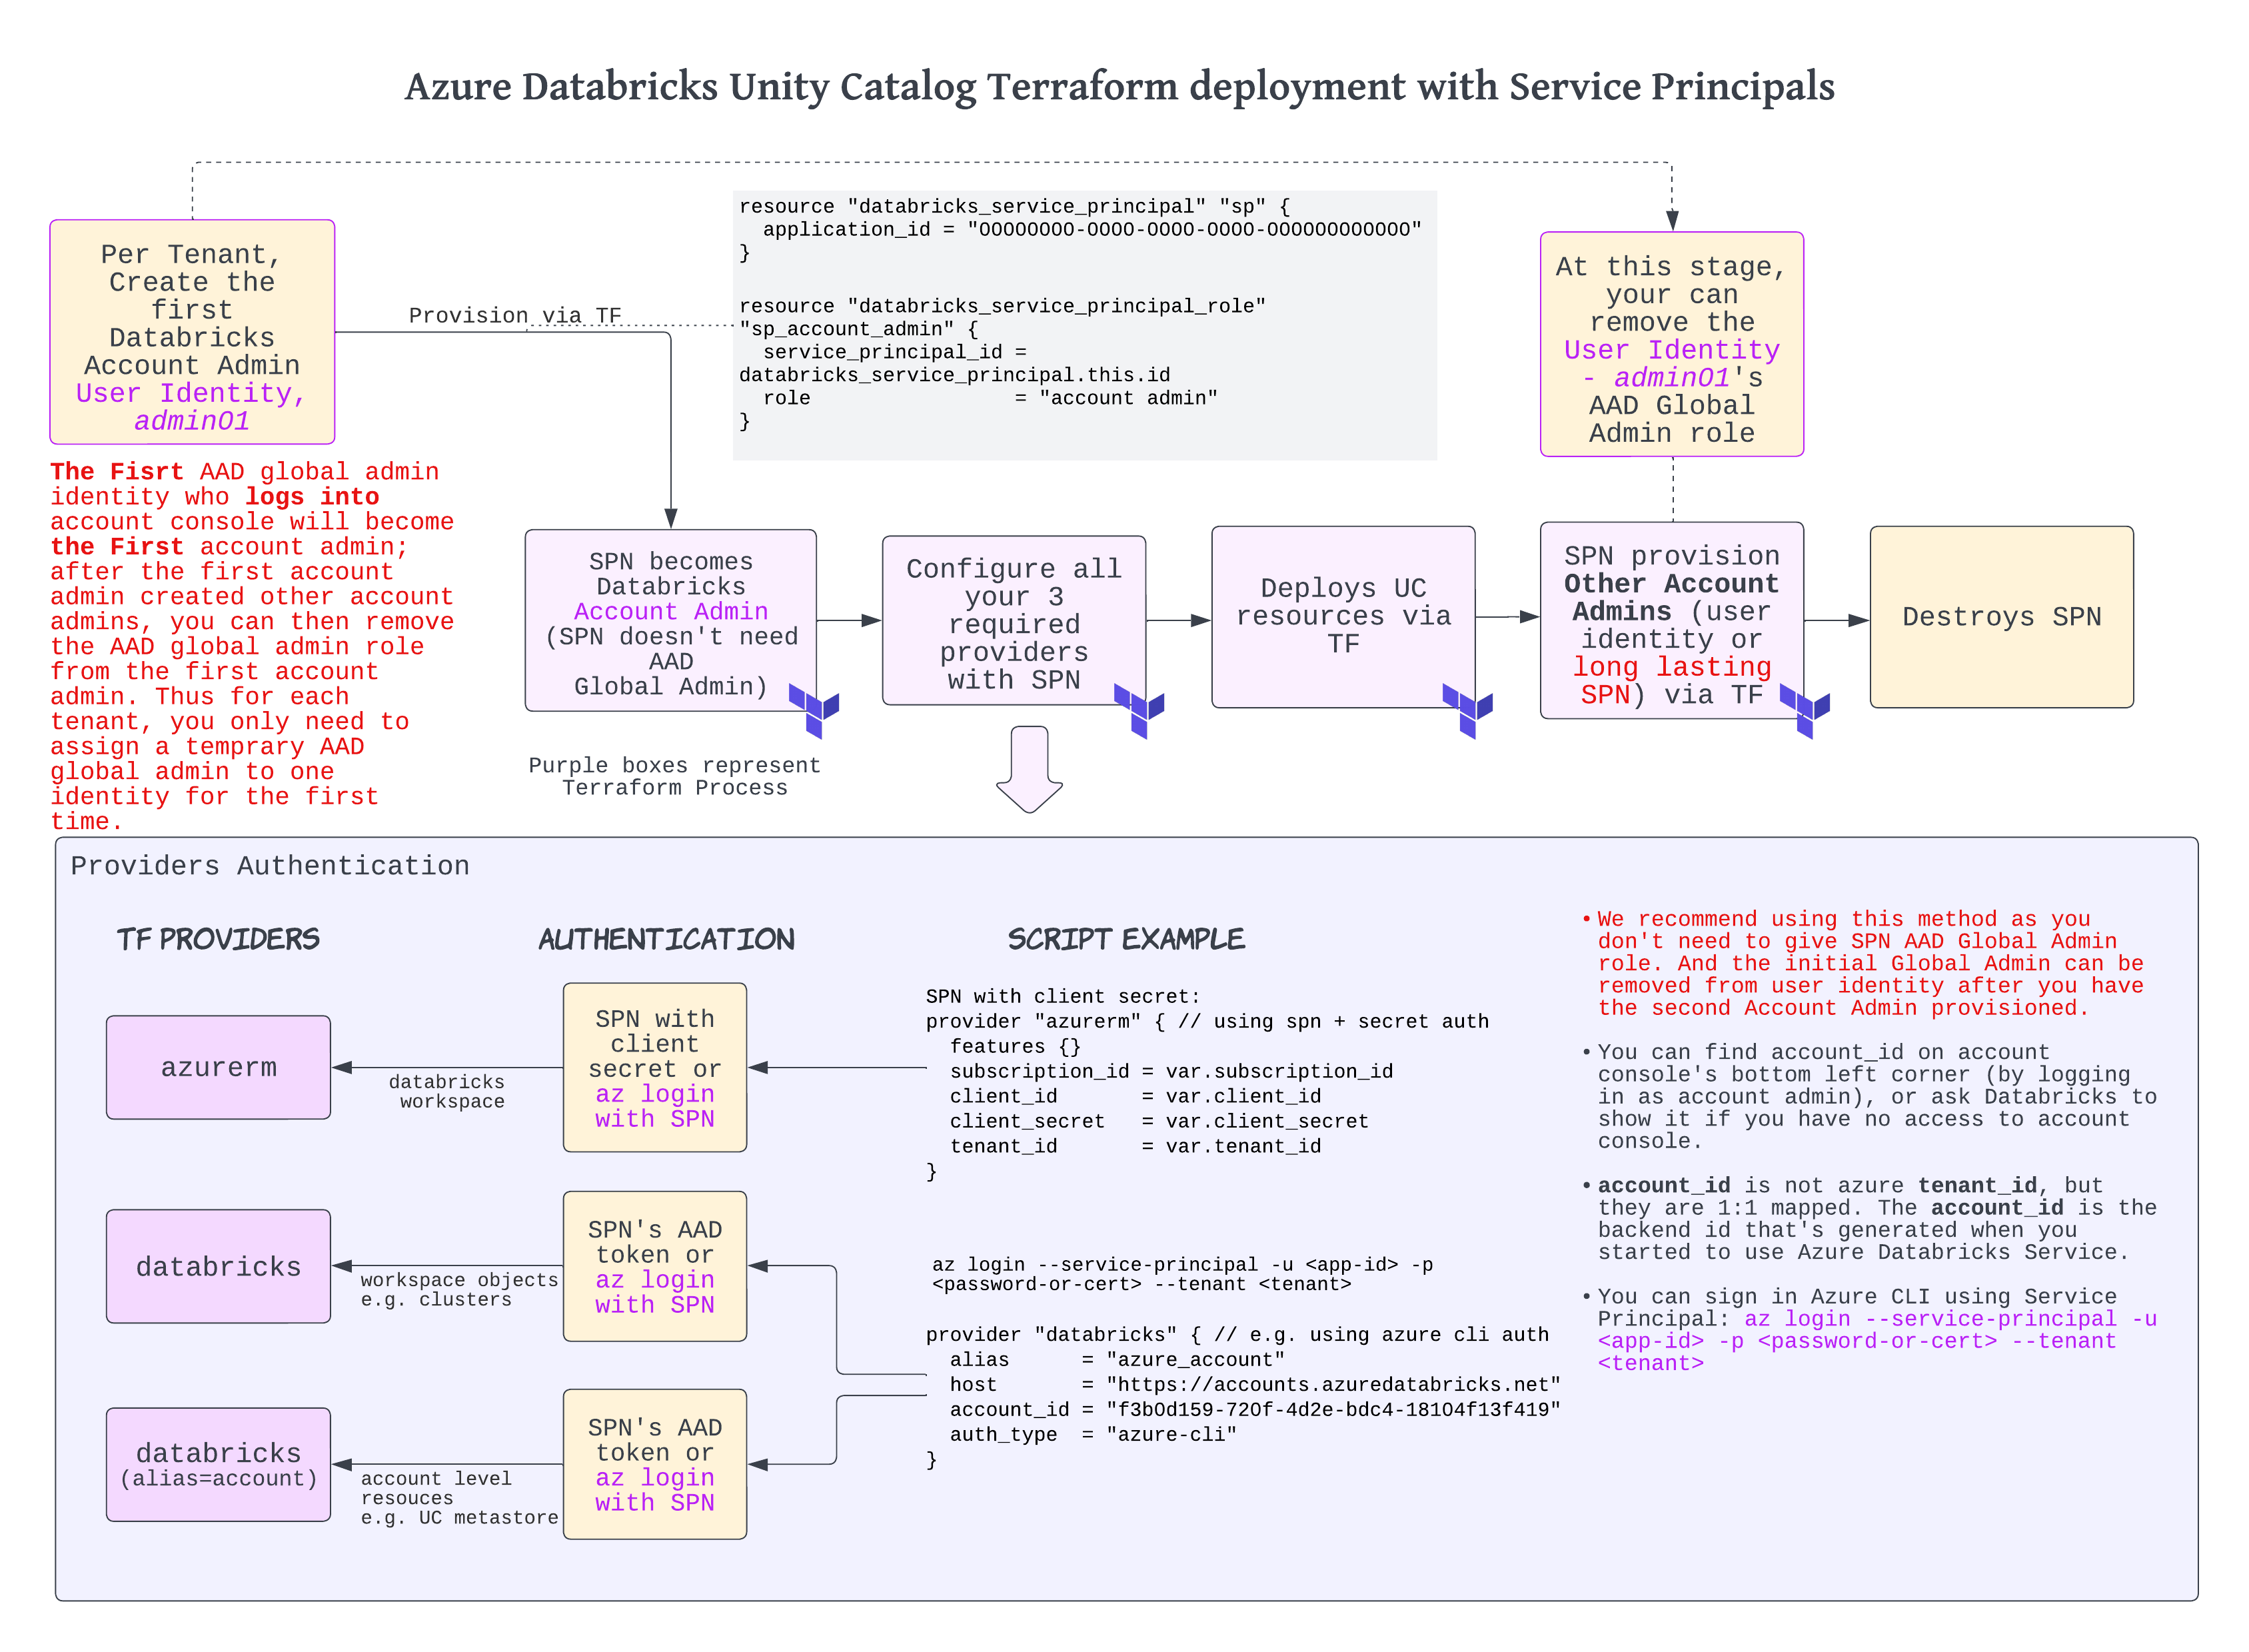 Azure Databricks Unity Catalog Terraform deployment with Service Principals
Per Tenant,
Create the
first
Databricks
Account Admin
User Identity,
admin01
Provision via TF
resource "databricks_service_principal" "sp" {
  application_id = "00000000-0000-0000-0000-000000000000"
}
resource "databricks_service_principal_role"
"sp_account_admin" {
  service_principal_id =
databricks_service_principal.this.id
  role                 = "account admin"
}
At this stage,
your can
remove the
User Identity
- admin01's
AAD Global
Admin role
The Fisrt AAD global admin
identity who logs into
account console will become
the First account admin;
after the first account
admin created other account
admins, you can then remove
the AAD global admin role
from the first account
admin. Thus for each
tenant, you only need to
assign a temprary AAD
global admin to one
identity for the first
time.
SPN becomes
Databricks
Account Admin
(SPN doesn't need
AAD
Global Admin)
Configure all
your 3
required
providers
with SPN
Deploys UC
resources via
TF
SPN provision
Other Account
Admins (user
identity or
long lasting
SPN) via TF
Destroys SPN
Purple boxes represent
Terraform Process
Providers Authentication
TF PROVIDERS
AUTHENTICATION
SCRIPT EXAMPLE
azurerm
databricks
workspace
SPN with
client
secret or
az login
with SPN
SPN with client secret:
provider "azurerm" { // using spn + secret auth
  features {}
  subscription_id = var.subscription_id
  client_id       = var.client_id
  client_secret   = var.client_secret
  tenant_id       = var.tenant_id
}
databricks
workspace objects
e.g. clusters
SPN's AAD
token or
az login
with SPN
az login --service-principal -u <app-id> -p
<password-or-cert> --tenant <tenant>
provider "databricks" { // e.g. using azure cli auth
  alias      = "azure_account"
  host       = "https://accounts.azuredatabricks.net"
  account_id = "f3b0d159-720f-4d2e-bdc4-18104f13f419"
  auth_type  = "azure-cli"
}
databricks
(alias=account)
account level
resouces
e.g. UC metastore
SPN's AAD
token or
az login
with SPN
• We recommend using this method as you
don't need to give SPN AAD Global Admin
role. And the initial Global Admin can be
removed from user identity after you have
the second Account Admin provisioned.
• You can find account_id on account
console's bottom left corner (by logging
in as account admin), or ask Databricks to
show it if you have no access to account
console.
• account_id is not azure tenant_id, but
they are 1:1 mapped. The account_id is the
backend id that's generated when you
started to use Azure Databricks Service.
• You can sign in Azure CLI using Service
Principal: az login --service-principal -u
<app-id> -p <password-or-cert> --tenant
<tenant>